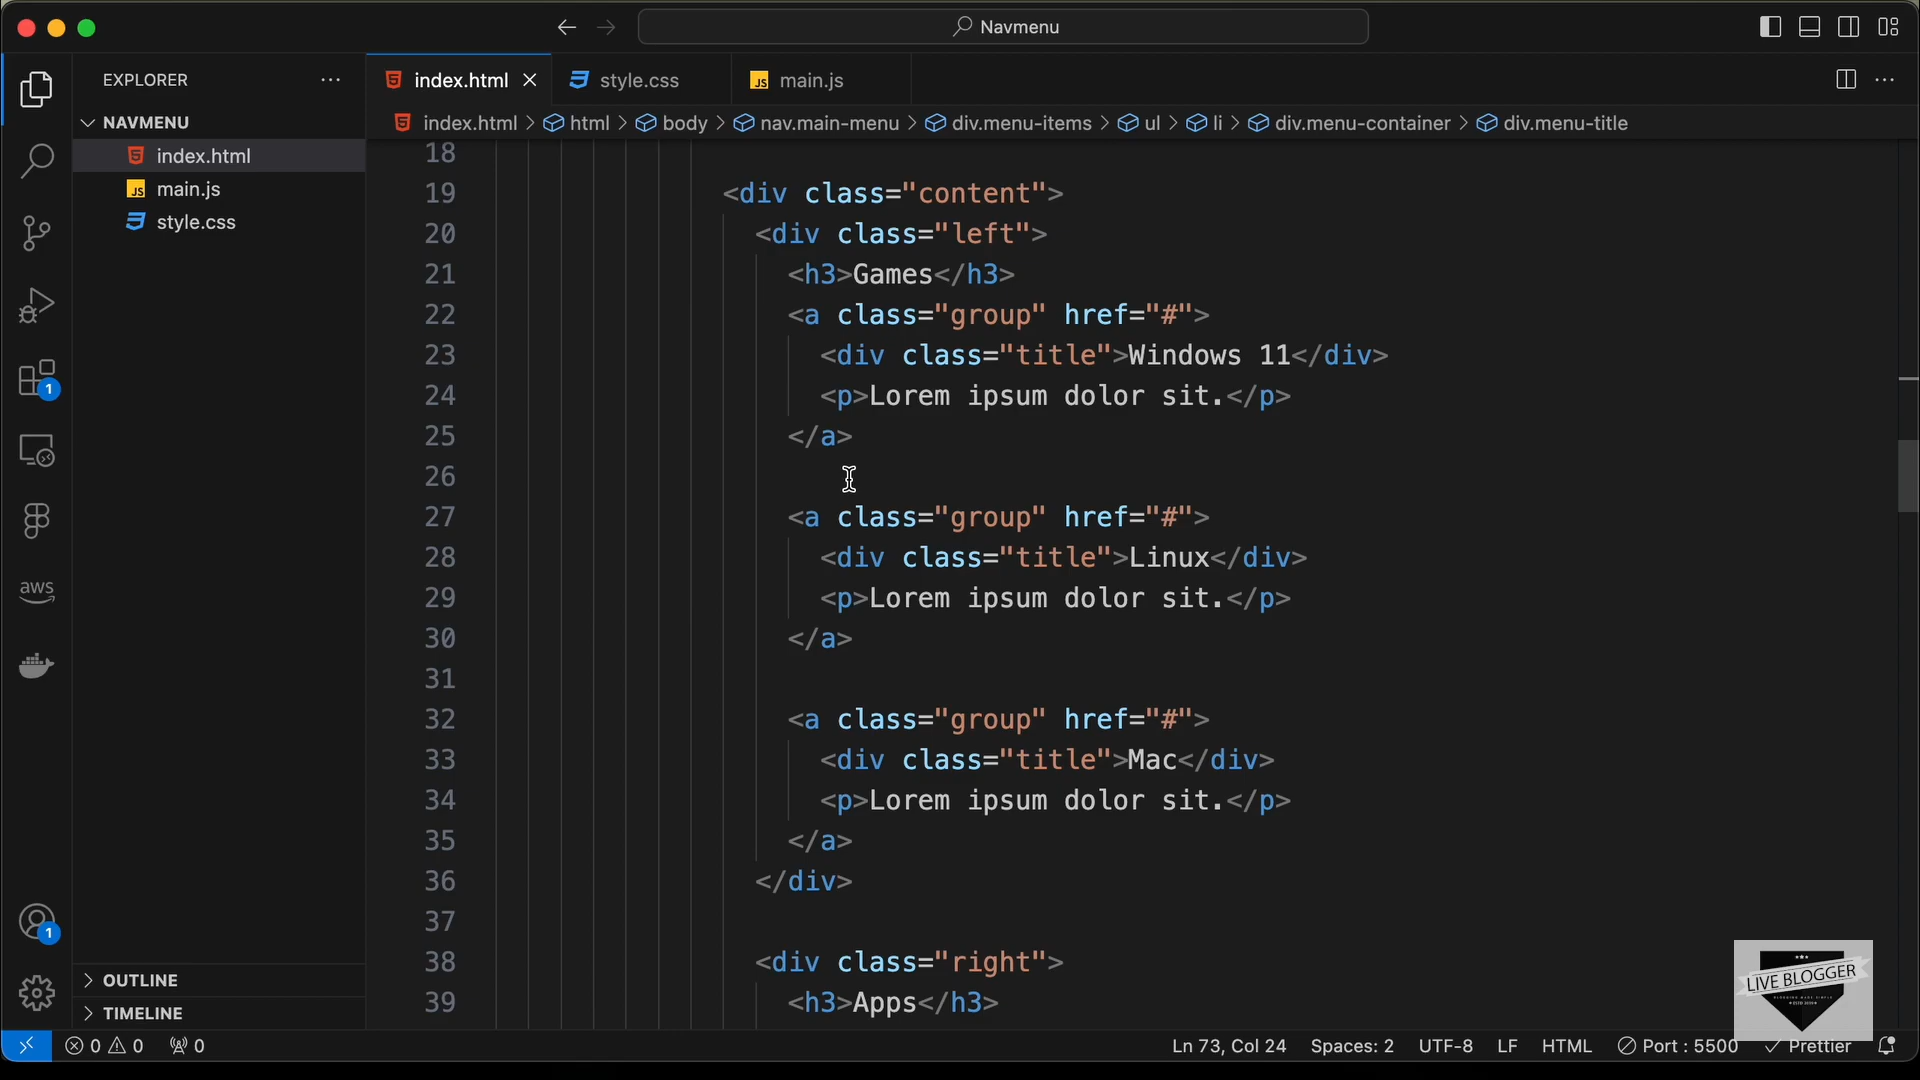 Navmenu
EXPLORER
NAVMENU
index.html
main.js
style.css
OUTLINE
TIMELINE
aws
1
1
index.html
style.css
main.js
index.html > html > body > nav.main-menu > div.menu-items > ul > li > div.menu-container > div.menu-title
18
19 <div class="content">
20 <div class="left">
21 <h3>Games</h3>
22 <a class="group" href="#">
23 <div class="title">Windows 11</div>
24 <p>Lorem ipsum dolor sit.</p>
25 </a>
26
27 <a class="group" href="#">
28 <div class="title">Linux</div>
29 <p>Lorem ipsum dolor sit.</p>
30 </a>
31
32 <a class="group" href="#">
33 <div class="title">Mac</div>
34 <p>Lorem ipsum dolor sit.</p>
35 </a>
36 </div>
37
38 <div class="right">
39 <h3>Apps</h3>
LIVE BLOGGER
0 0 0 Ln 73, Col 24 Spaces: 2 UTF-8 LF HTML Port : 5500 Prettier